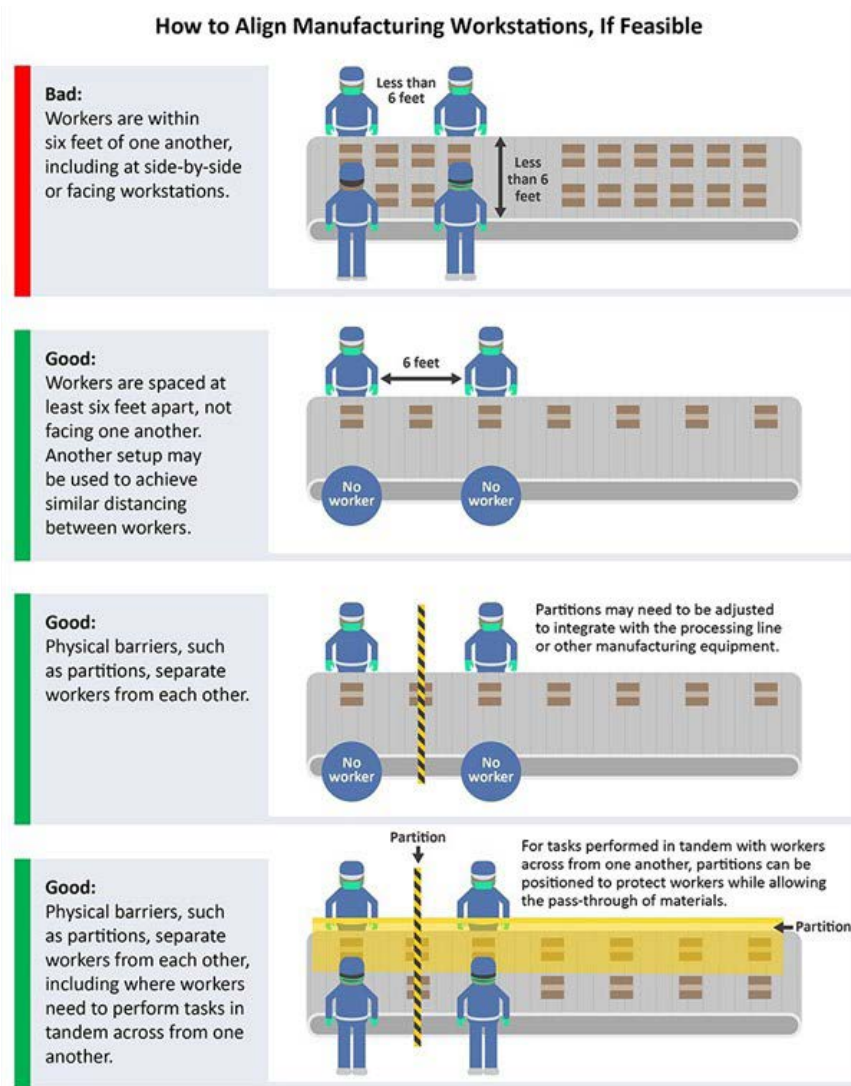 How to Align Manufacturing Workstations, If Feasible
Bad:
Workers are within
six feet of one another,
including at side-by-side
or facing workstations.
Less than
6 feet
Less
than 6
feet
Good:
Workers are spaced at
least six feet apart, not
facing one another.
Another setup may
be used to achieve
similar distancing
between workers.
6 feet
No
worker
No
worker
Good:
Physical barriers, such
as partitions, separate
workers from each other.
Partitions may need to be adjusted
to integrate with the processing line
or other manufacturing equipment.
No
worker
No
worker
Good:
Physical barriers, such
as partitions, separate
workers from each other,
including where workers
need to perform tasks in
tandem across from one
another.
Partition
For tasks performed in tandem with workers
across from one another, partitions can be
positioned to protect workers while allowing
the pass-through of materials.
Partition